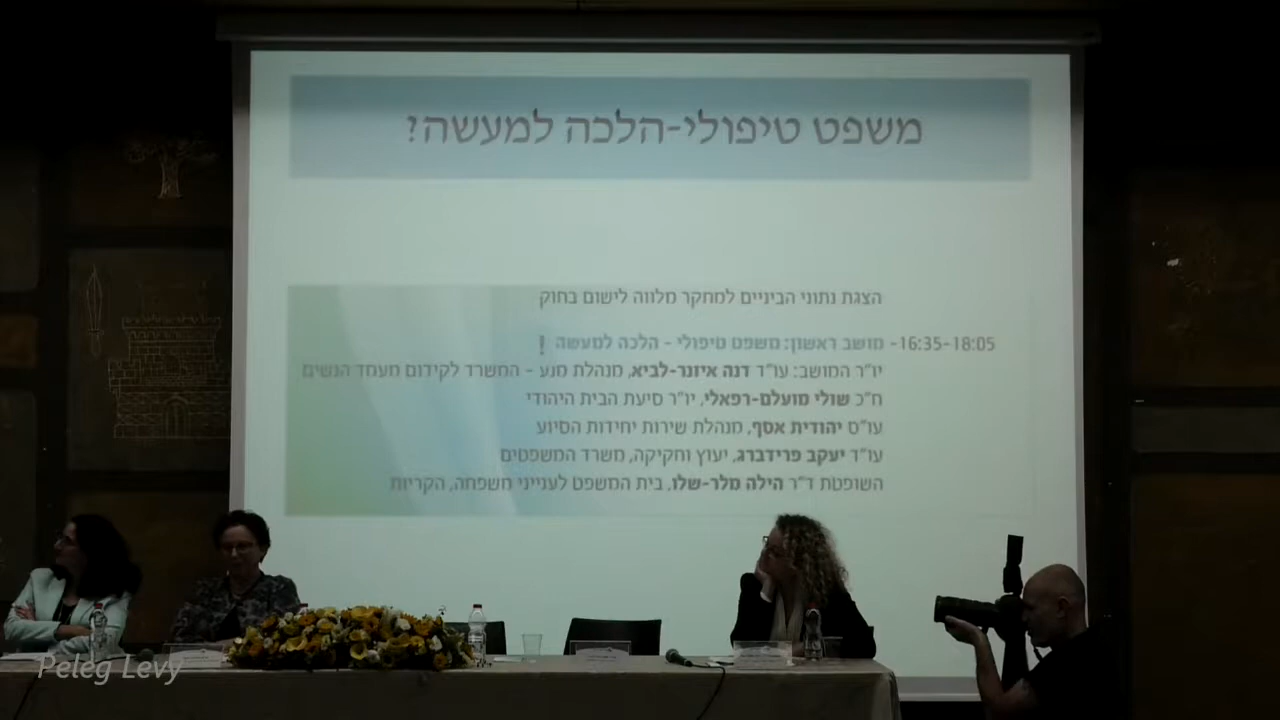 משפט טיפולי-הלכה למעשה?
הצגת נתוני הביניים למחקר מלווה לישום בחוק
16:35-18:05- מושב ראשון: משפט טיפולי - הלכה למעשה !
יו"ר המושב: עו"ד דנה איזנר-לביא, מנהלת מנע - המשרד לקידום מעמד הנשים
ח"כ שולי מועלם-רפאלי, יו"ר סיעת הבית היהודי
עו"ס יהודית אסף, מנהלת שירות יחידות הסיוע
עו"ד יעקב פרידברג, יעוץ וחקיקה, משרד המשפטים
השופטת ד"ר הילה מלר-שלו, בית המשפט לענייני משפחה, הקריות
Peleg Levy